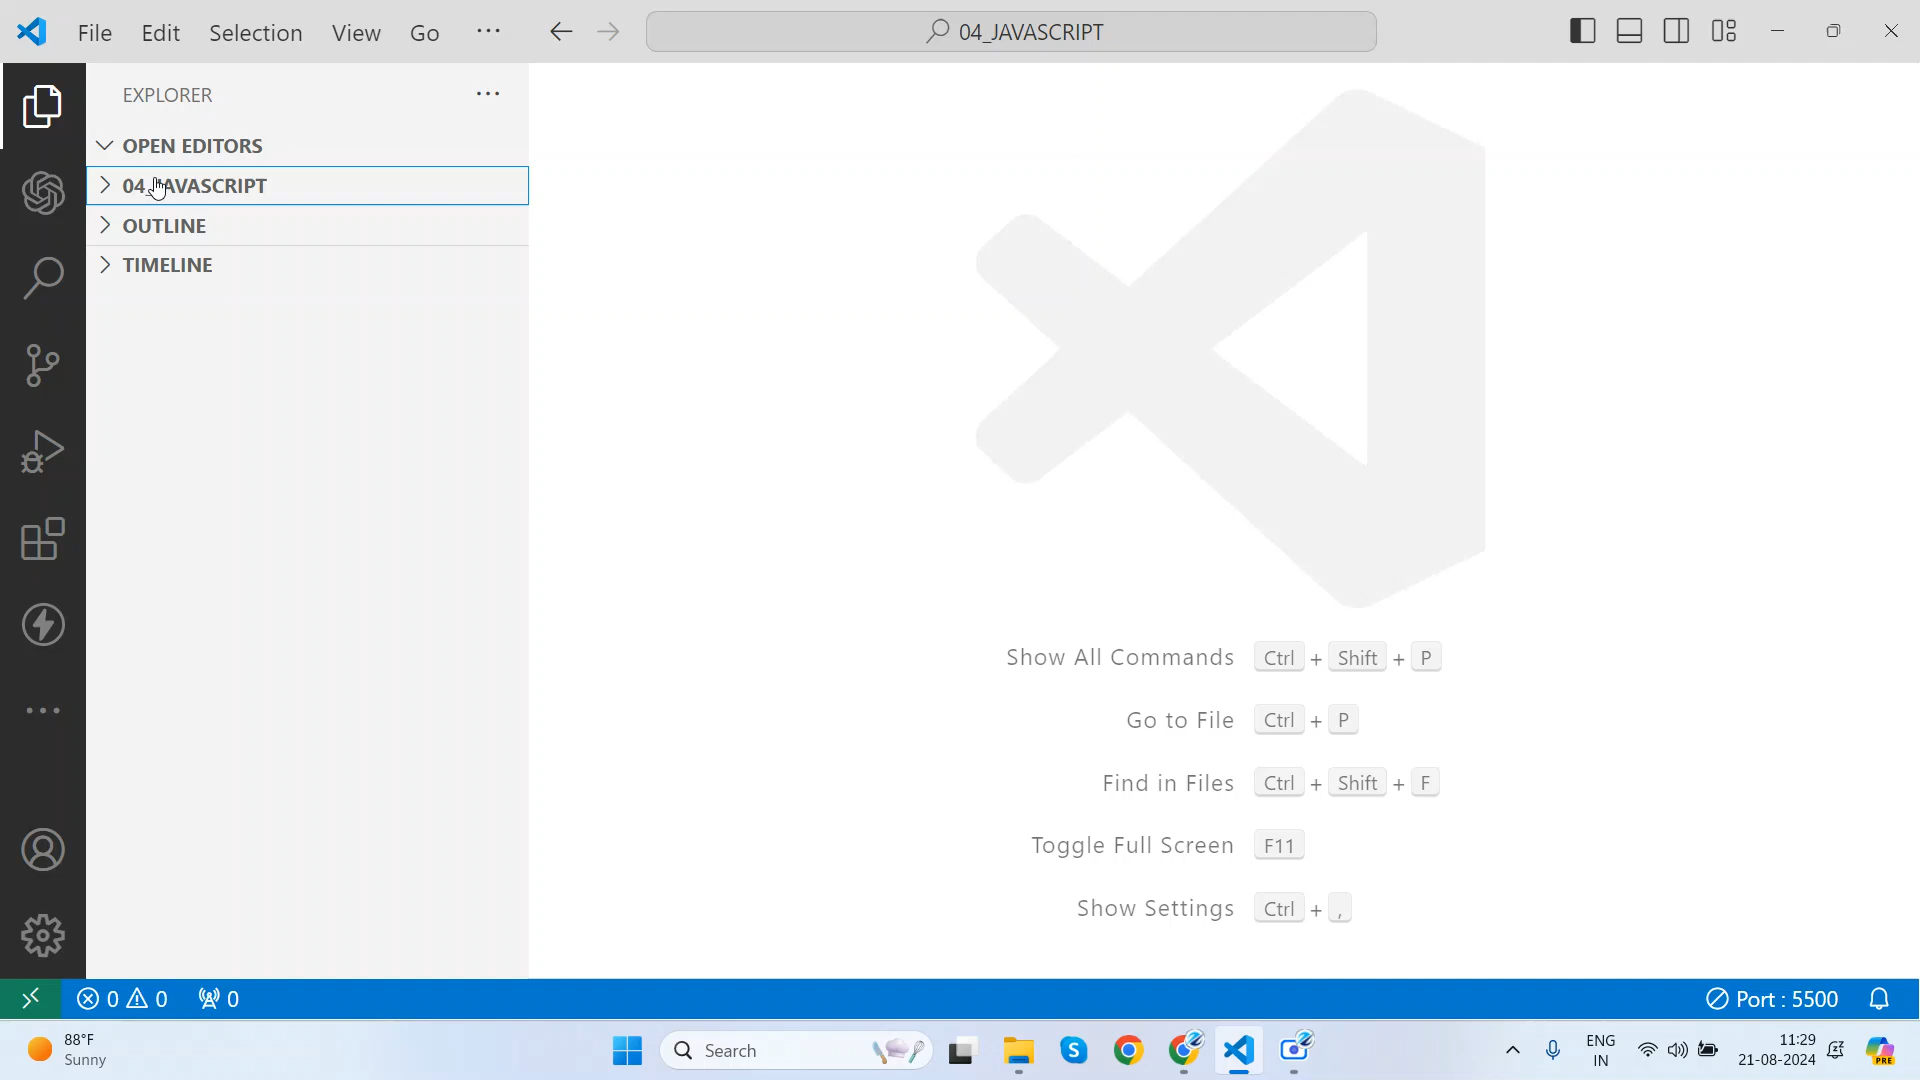 File Edit Selection View Go ··· 04_JAVASCRIPT
EXPLORER ···
OPEN EDITORS
04_JAVASCRIPT
OUTLINE
TIMELINE
Show All Commands Ctrl + Shift + P
Go to File Ctrl + P
Find in Files Ctrl + Shift + F
Toggle Full Screen F11
Show Settings Ctrl + ,
0 0 0 Port : 5500
88°F
Sunny
Search
ENG
IN
11:29
21-08-2024
PRE